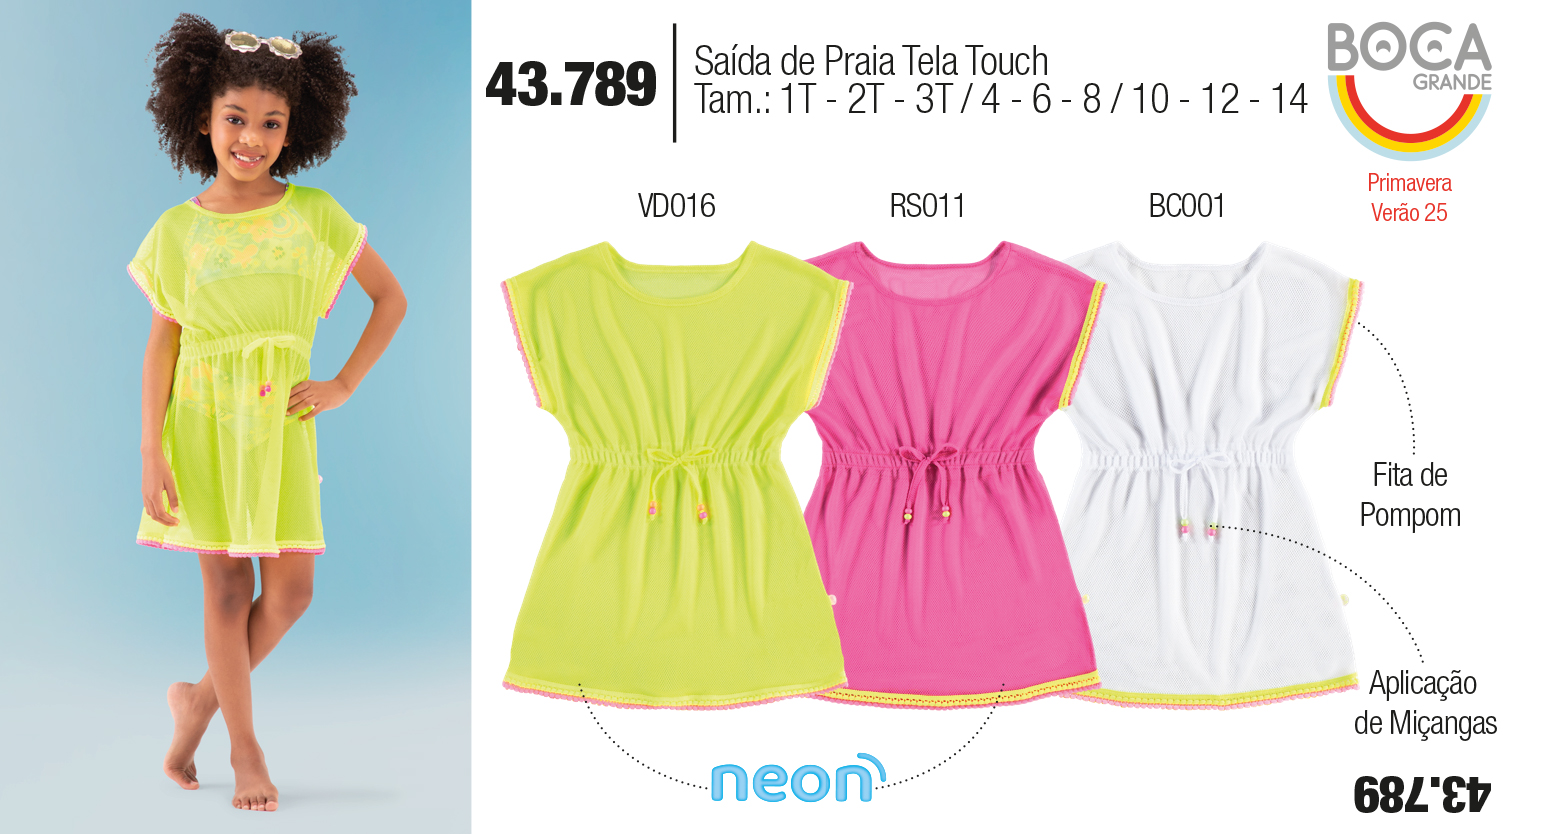 43.789
Saída de Praia Tela Touch
Tam.: 1T - 2T - 3T / 4 - 6 - 8 / 10 - 12 - 14
BOCA
GRANDE
Primavera
Verão 25
VD016
RS011
BC001
Fita de
Pompom
Aplicação
de Miçangas
neon
43.789